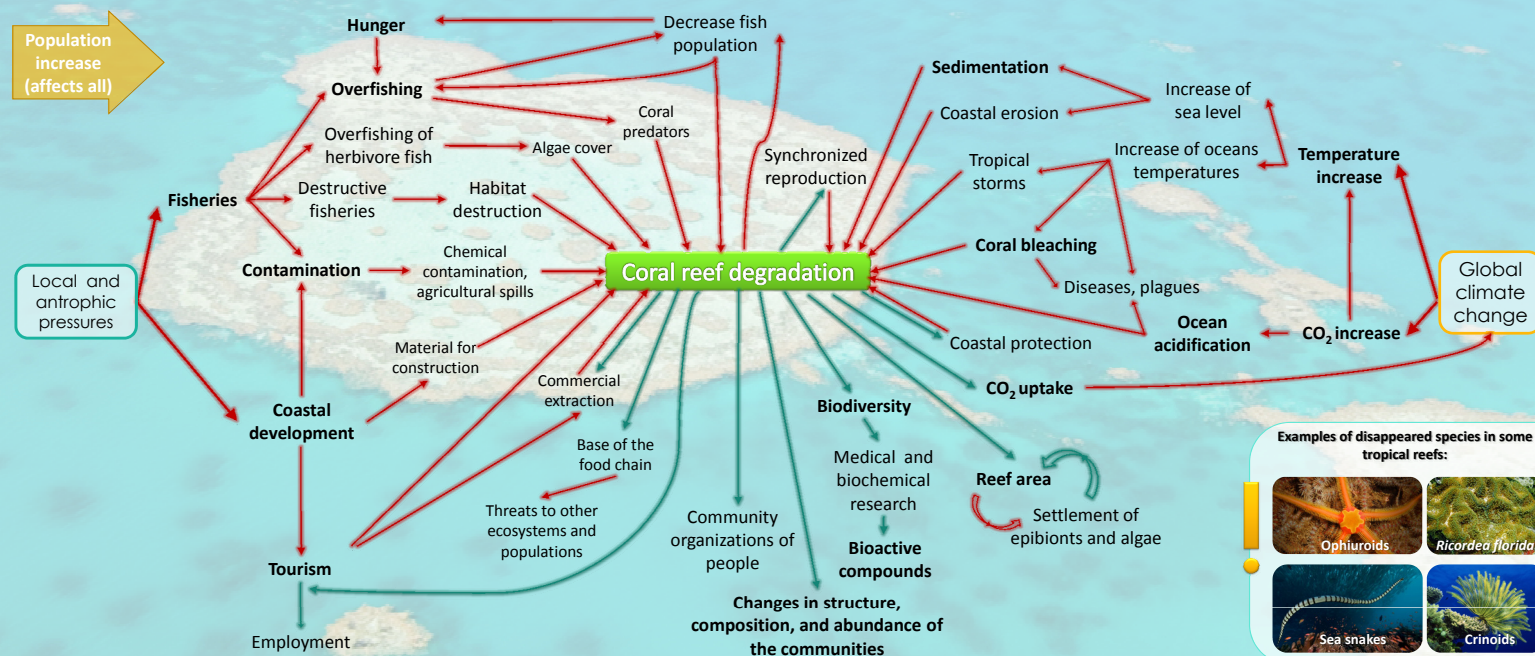 Population
increase
(affects all)
Hunger
Decrease fish
population
Overfishing
Coral
predators
Overfishing of
herbivore fish
Algae cover
Synchronized
reproduction
Sedimentation
Increase of
sea level
Coastal erosion
Tropical
storms
Increase of oceans
temperatures
Temperature
increase
Fisheries
Destructive
fisheries
Habitat
destruction
Coral bleaching
Contamination
Chemical
contamination,
agricultural spills
Coral reef degradation
Diseases, plagues
Local and
antrophic
pressures
Global
climate
change
Ocean
acidification
CO₂ increase
Coastal protection
Material for
construction
Commercial
extraction
CO₂ uptake
Biodiversity
Coastal
development
Base of the
food chain
Medical and
biochemical
research
Reef area
Threats to other
ecosystems and
populations
Community
organizations of
people
Settlement of
epibionts and algae
Bioactive
compounds
Tourism
Changes in structure,
composition, and abundance of
the communities
Employment
Examples of disappeared species in some
tropical reefs:
Ophiuroids
Ricordea florida
Sea snakes
Crinoids